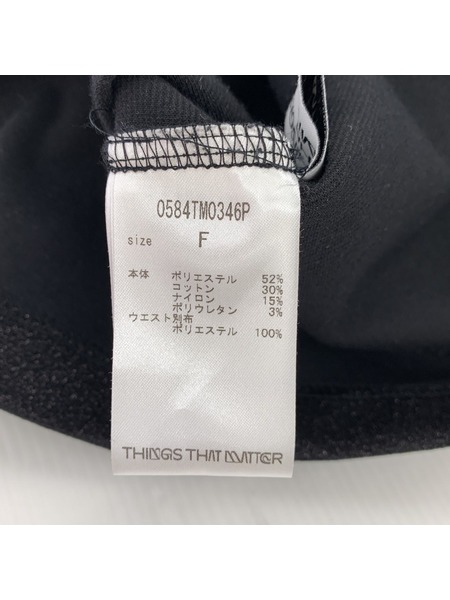 0584TM0346P
size F
本体 ポリエステル 52%
コットン 30%
ナイロン 15%
ポリウレタン 3%
ウエスト別布
ポリエステル 100%
THINGS THAT MATTER